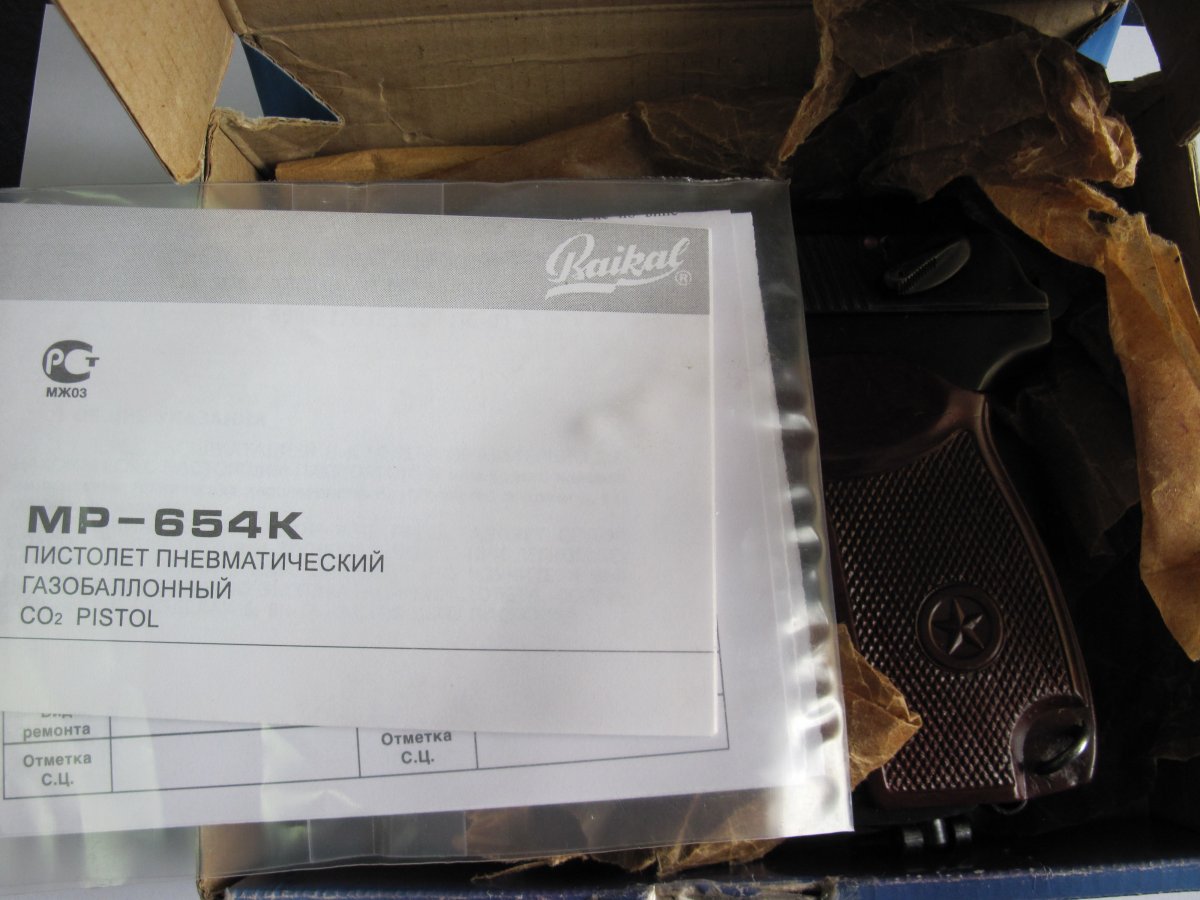 Baikal ®
РСТ
МЖ03
МР-654К
ПИСТОЛЕТ ПНЕВМАТИЧЕСКИЙ
ГАЗОБАЛЛОННЫЙ
CO2 PISTOL
Вид
ремонта
Отметка
С.Ц.
Отметка
С.Ц.